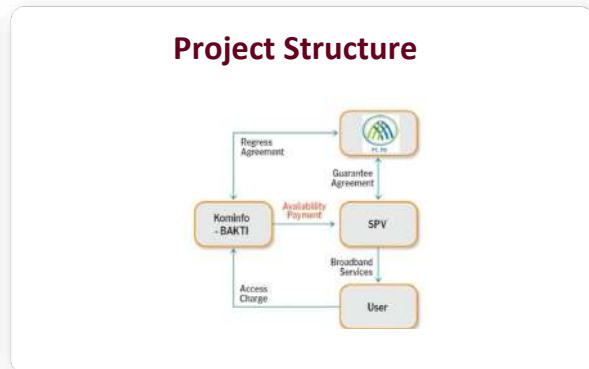 Project Structure
Regress
Agreement
Guarantee
Agreement
Kominfo
- BAKTI
Availability
Payment
SPV
Broadband
Services
Access
Charge
User